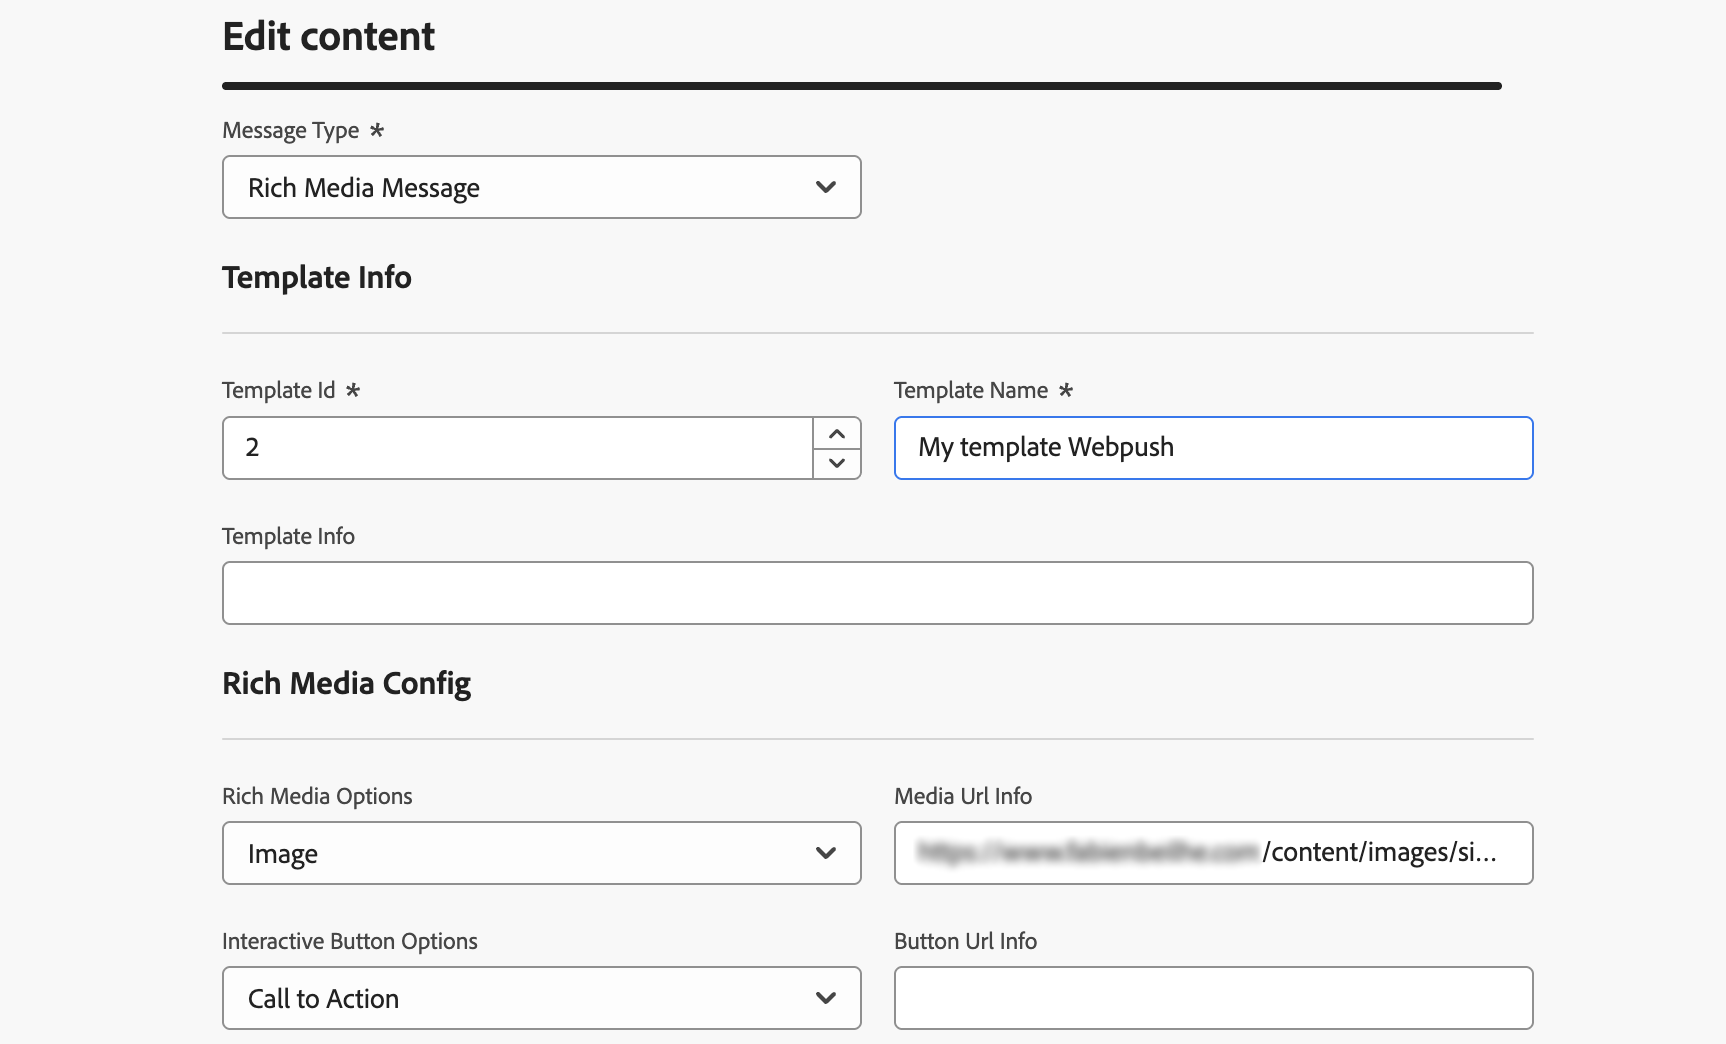 Edit content
Message Type *
Rich Media Message
Template Info
Template Id *
Template Name *
2
My template Webpush
Template Info
Rich Media Config
Rich Media Options
Media Url Info
Image
/content/images/si...
Interactive Button Options
Button Url Info
Call to Action